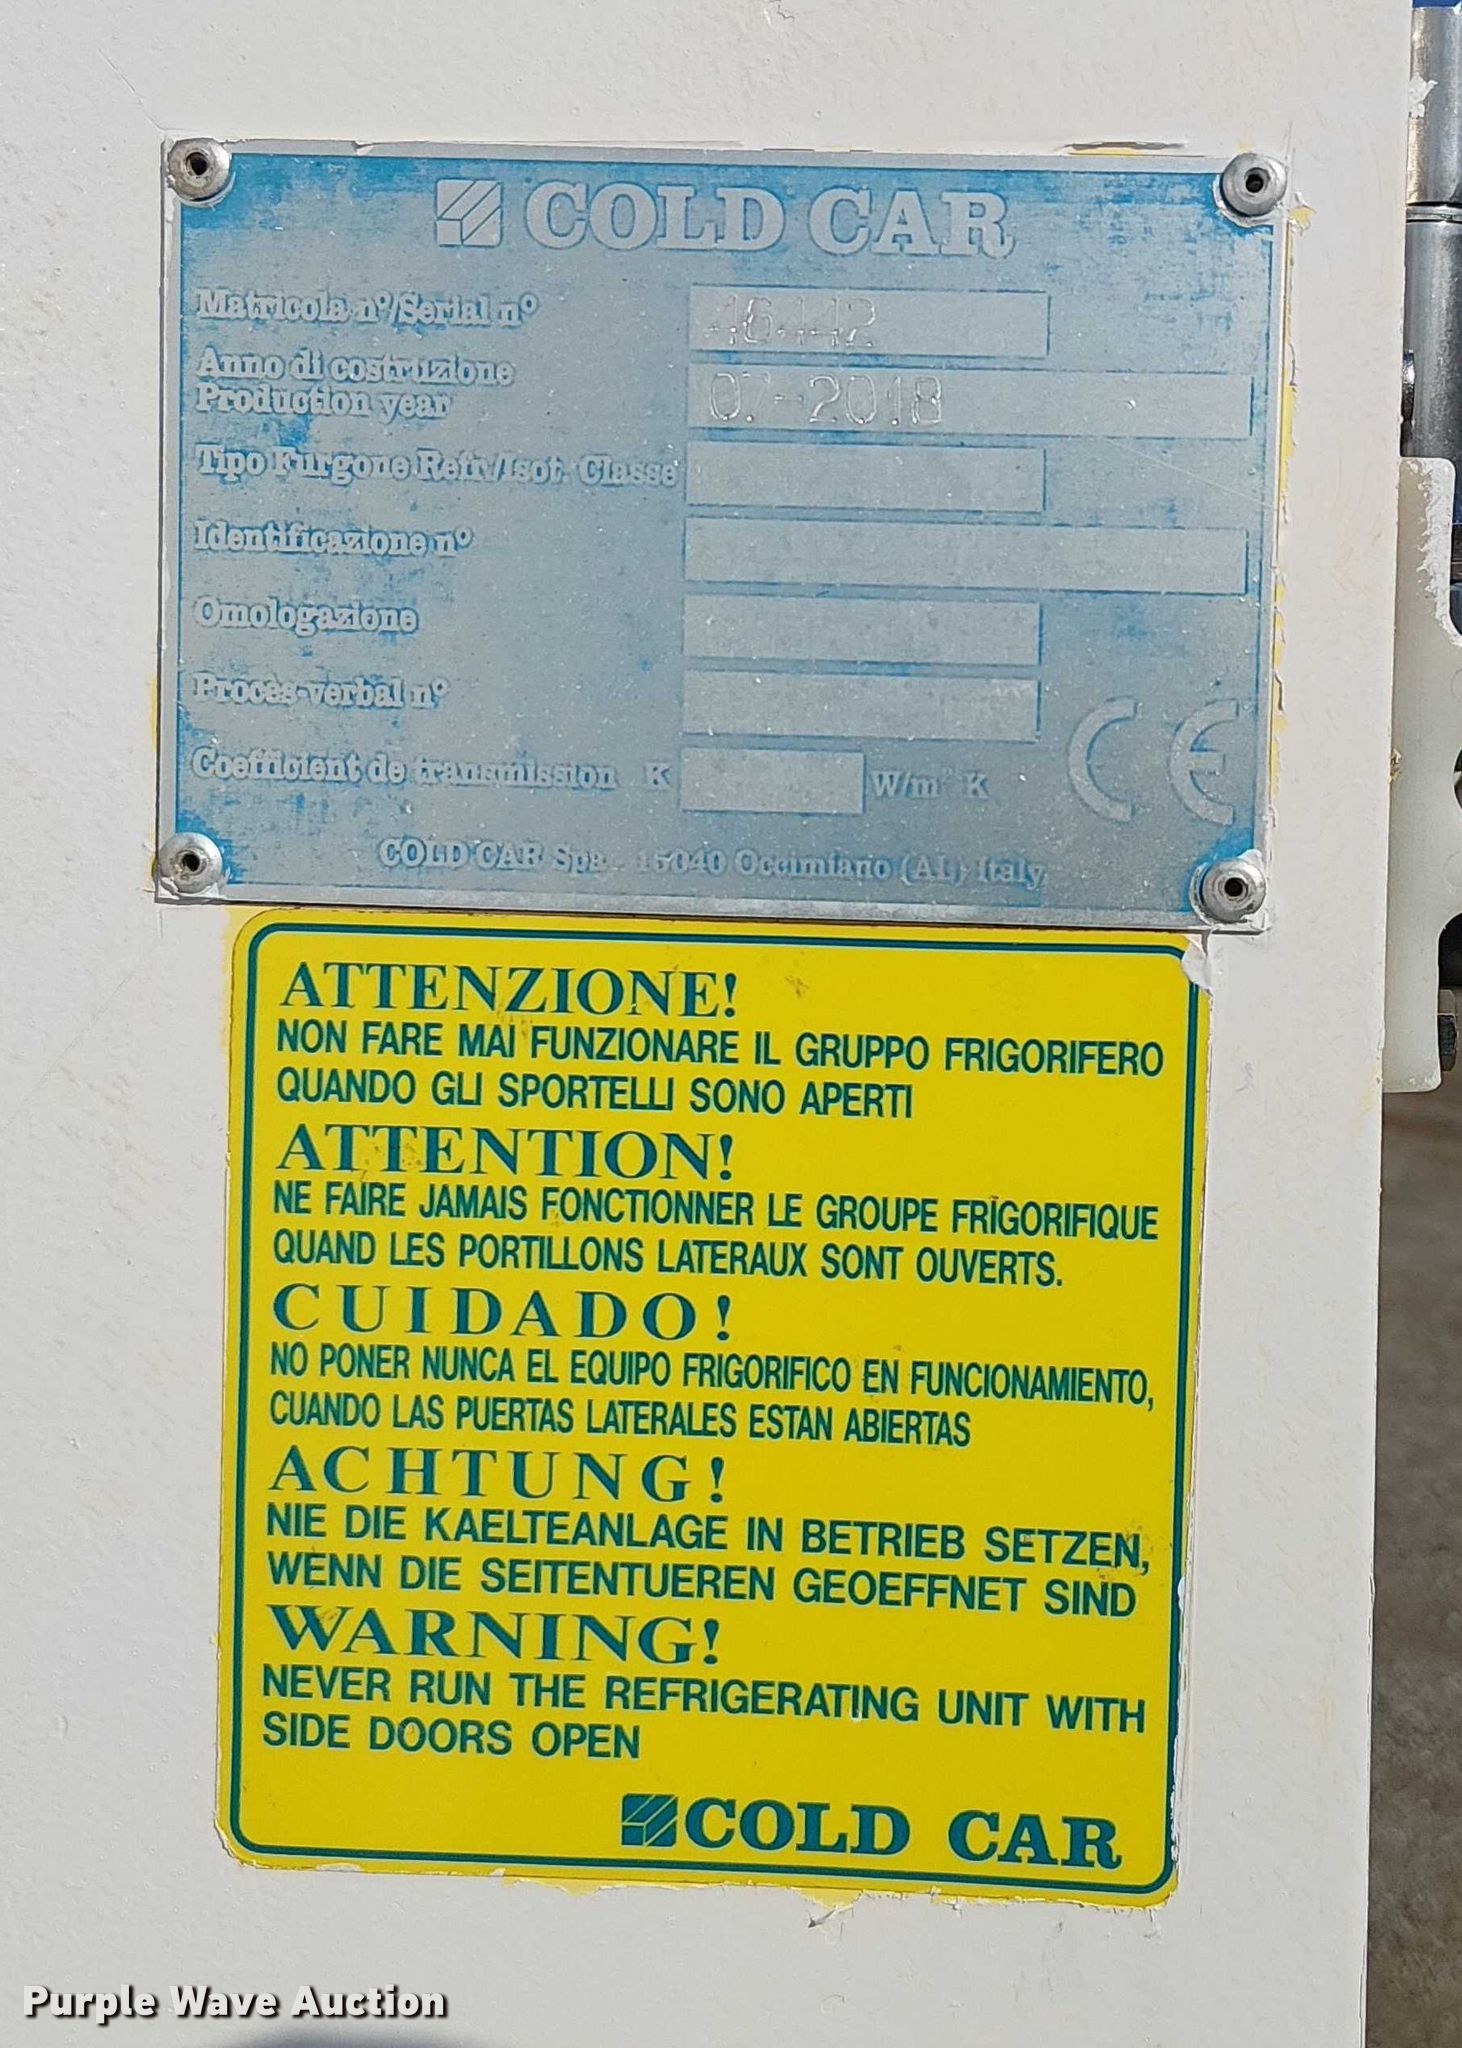 COLD CAR
Matricola nº/Serial nº 46442
Anno di costruzione
Production year 07-2018
Tipo Furgone Refr./Isot. Classe
Identificazione nº
Omologazione
Procès-verbal nº
Coefficient de transmission K W/m² K
CE
COLD CAR Spa - 15040 Occimiano (AL) Italy
ATTENZIONE!
NON FARE MAI FUNZIONARE IL GRUPPO FRIGORIFERO
QUANDO GLI SPORTELLI SONO APERTI
ATTENTION!
NE FAIRE JAMAIS FONCTIONNER LE GROUPE FRIGORIFIQUE
QUAND LES PORTILLONS LATERAUX SONT OUVERTS.
CUIDADO!
NO PONER NUNCA EL EQUIPO FRIGORIFICO EN FUNCIONAMIENTO,
CUANDO LAS PUERTAS LATERALES ESTAN ABIERTAS
ACHTUNG!
NIE DIE KAELTEANLAGE IN BETRIEB SETZEN,
WENN DIE SEITENTUEREN GEOEFFNET SIND
WARNING!
NEVER RUN THE REFRIGERATING UNIT WITH
SIDE DOORS OPEN
COLD CAR
Purple Wave Auction